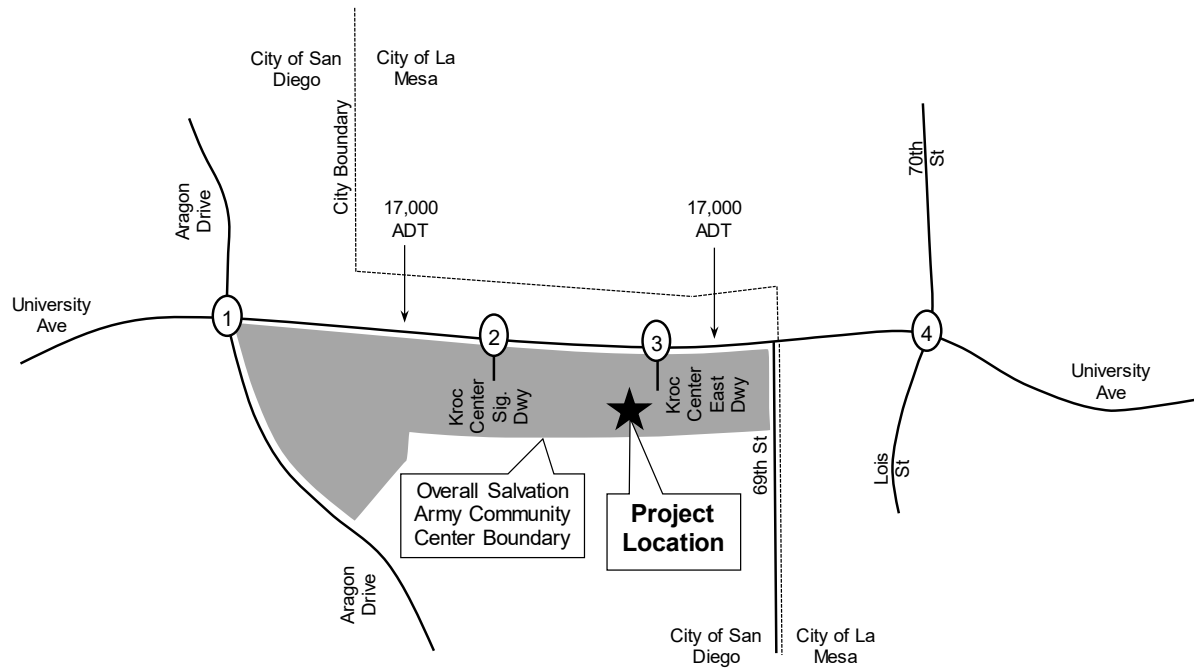 City of San
Diego
City of La
Mesa
City Boundary
70th
St
Aragon
Drive
17,000
ADT
17,000
ADT
University
Ave
1
2
3
4
Kroc
Center
Sig.
Dwy
Kroc
Center
East
Dwy
University
Ave
69th St
Lois
St
Overall Salvation
Army Community
Center Boundary
Project
Location
Aragon
Drive
City of San
Diego
City of La
Mesa